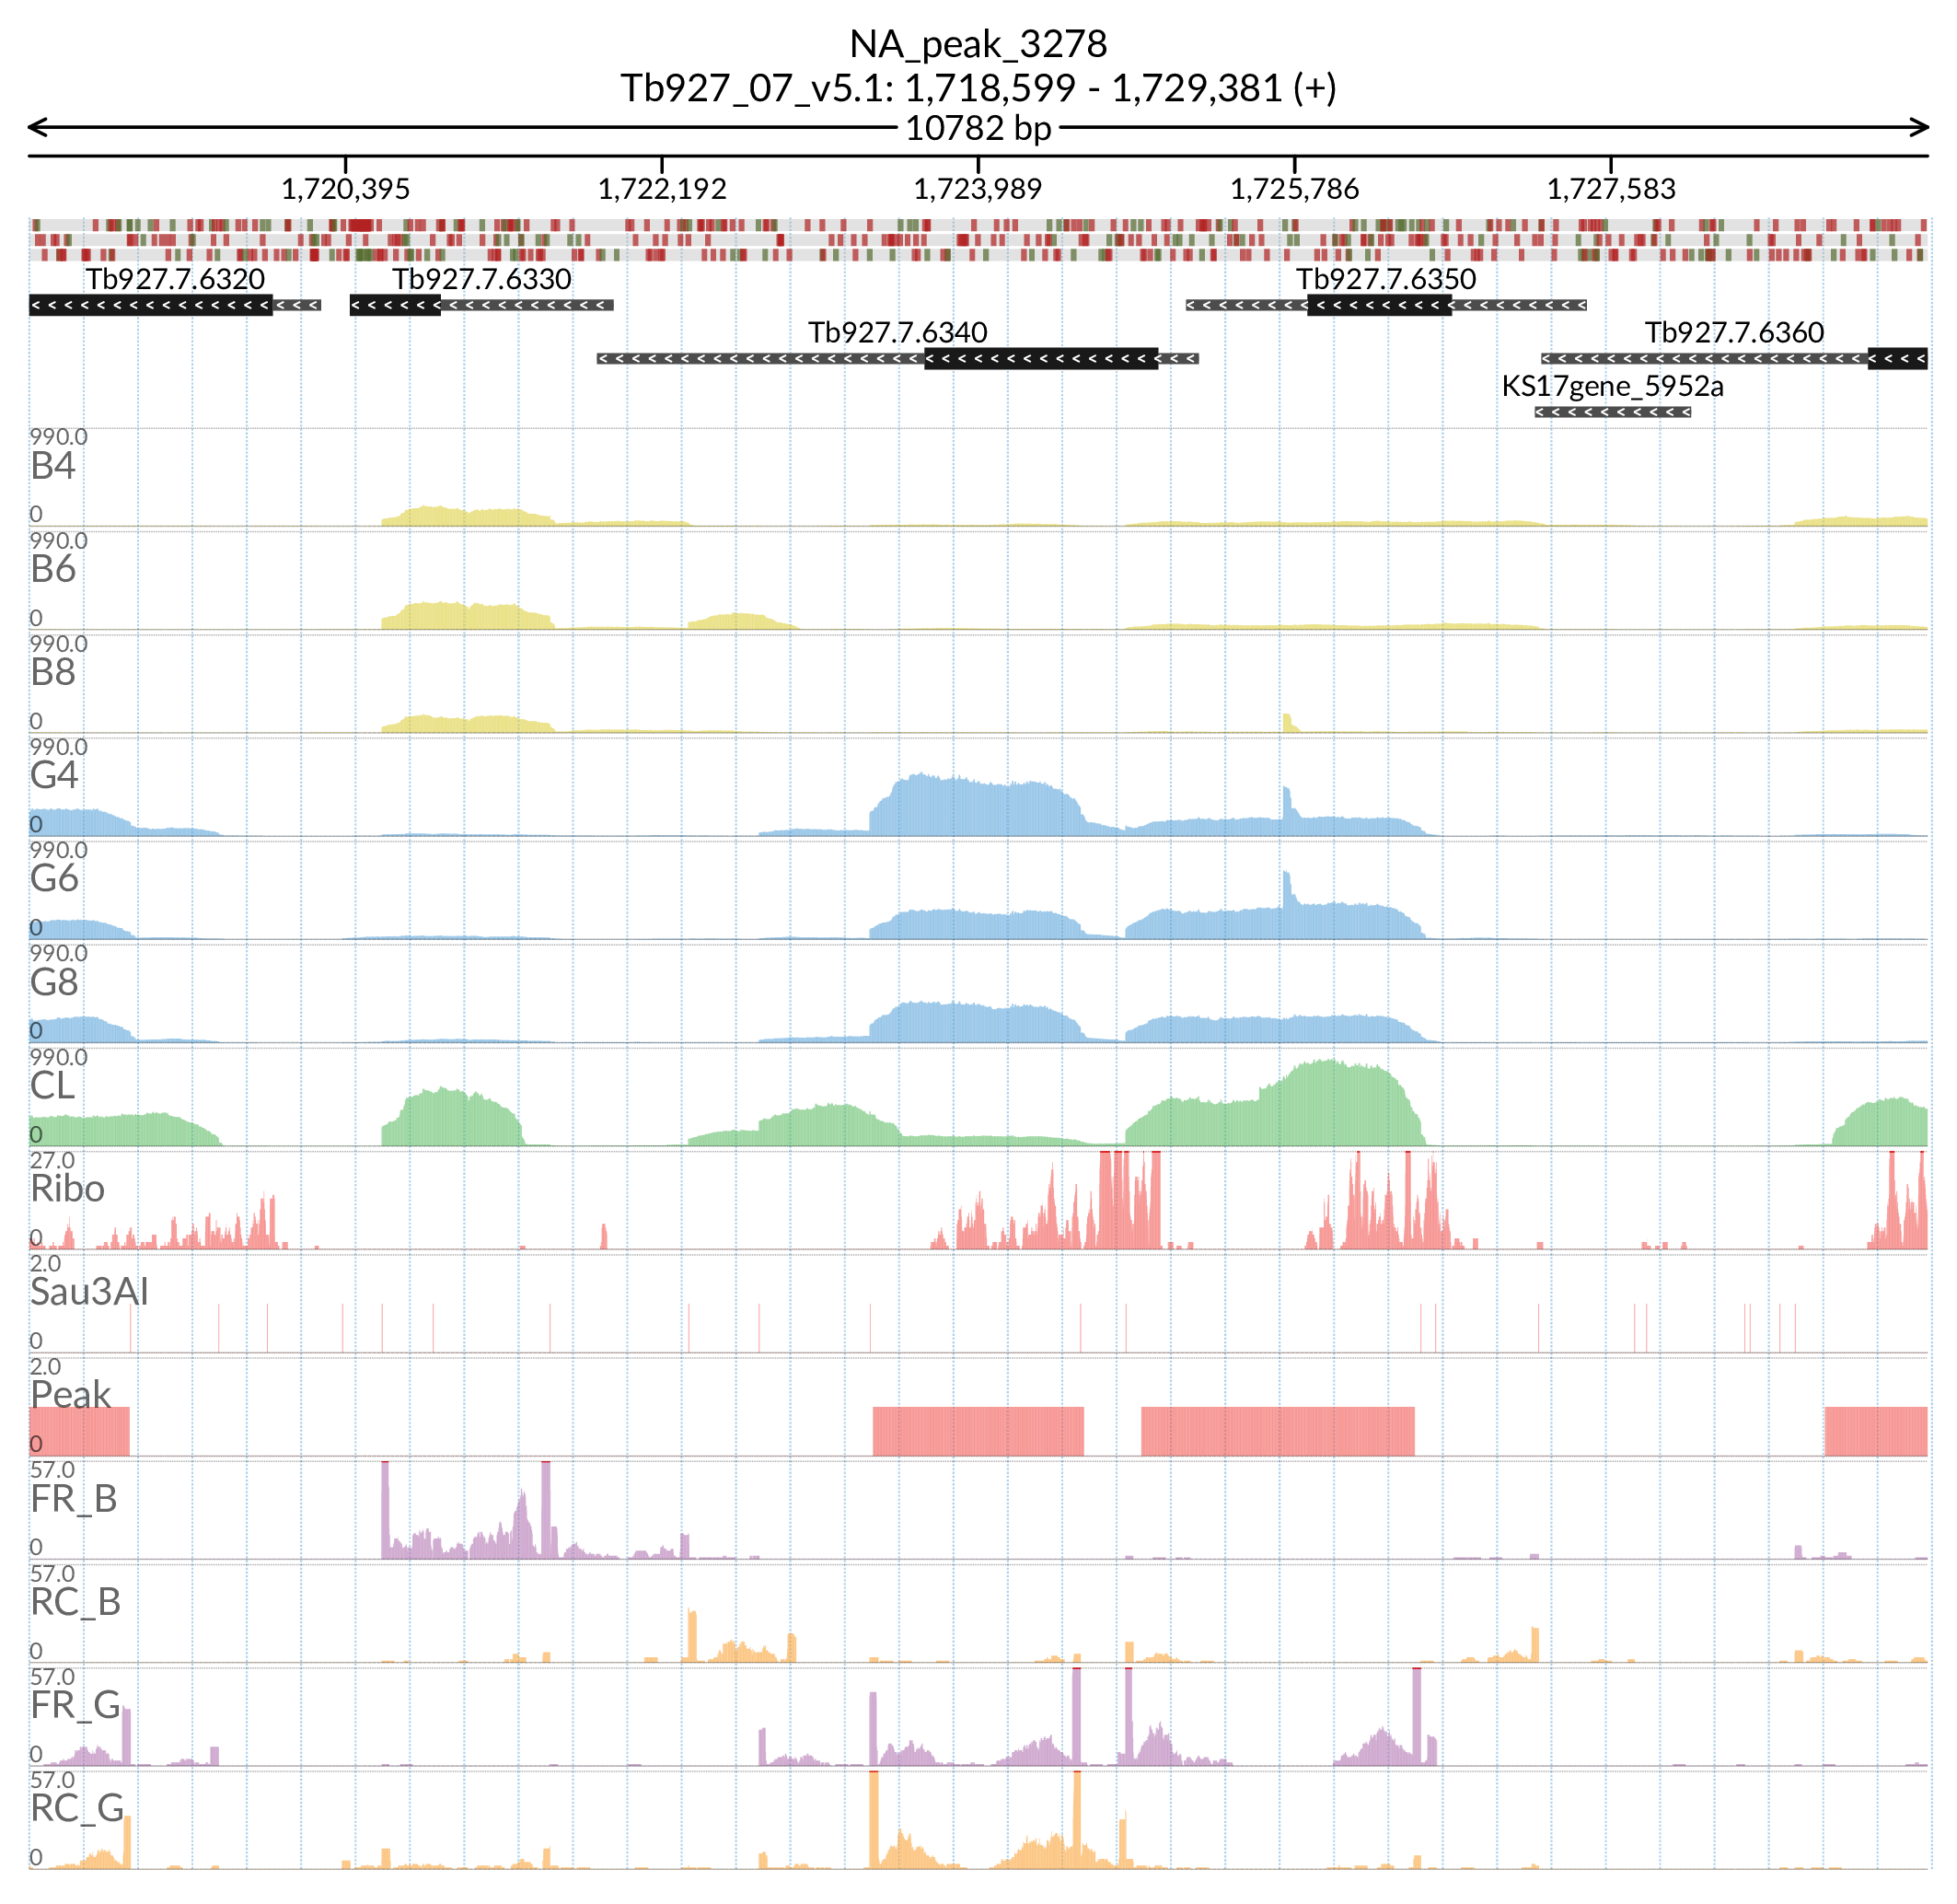 NA_peak_3278
Tb927_07_v5.1: 1,718,599 - 1,729,381 (+)
10782 bp
1,720,395 1,722,192 1,723,989 1,725,786 1,727,583
Tb927.7.6320 Tb927.7.6330 Tb927.7.6350
Tb927.7.6340 Tb927.7.6360
KS17gene_5952a
990.0
B4
0
990.0
B6
0
990.0
B8
0
990.0
G4
0
990.0
G6
0
990.0
G8
0
990.0
CL
0
27.0
Ribo
0
2.0
Sau3AI
0
2.0
Peak
0
57.0
FR_B
0
57.0
RC_B
0
57.0
FR_G
0
57.0
RC_G
0